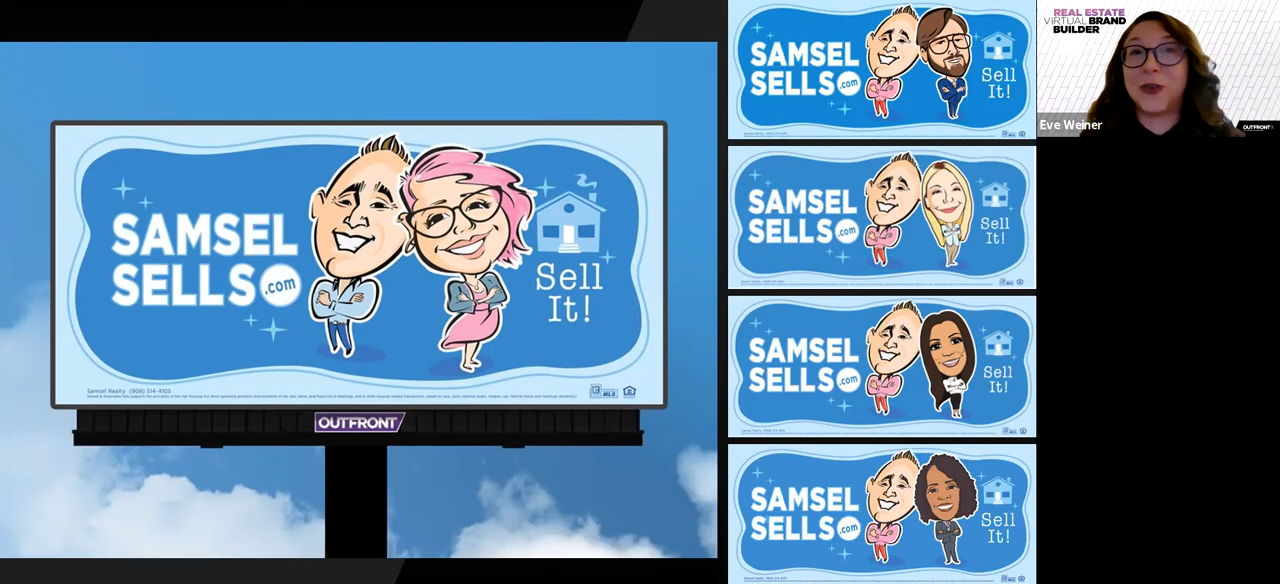 SAMSEL
SELLS.com
Sell
It!
Samsel Realty (908) 514-4105
MLS
OUTFRONT
SAMSEL
SELLS.com
Sell
It!
SAMSEL
SELLS.com
Sell
It!
SAMSEL
SELLS.com
Sell
It!
SAMSEL
SELLS.com
Sell
It!
REAL ESTATE
VIRTUAL BRAND
BUILDER
Eve Weiner
OUTFRONT